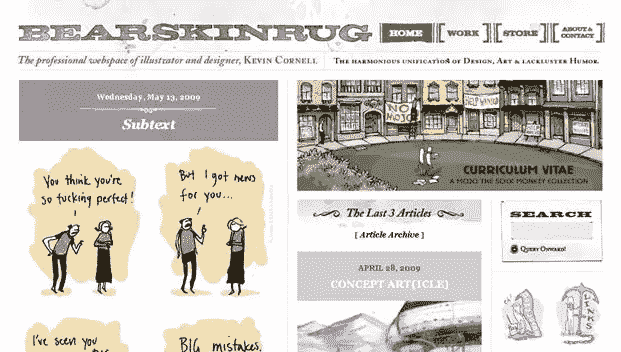 BEARSKINRUG
HOME
WORK
STORE
ABOUT &
CONTACT
The professional webspace of illustrator and designer, KEVIN CORNELL
THE HARMONIOUS UNIFICATION OF DESIGN, ART & LACKLUSTER HUMOR.
Wednesday, May 13, 2009
Subtext
You think you're
so fucking perfect!
But I got news
for you...
I've seen you
BIG mistakes.
NO
MOJO
HELP WANTED
CURRICULUM VITAE
A MOJO THE SOCK MONKEY COLLECTION
The Last 3 Articles
[ Article Archive ]
APRIL 28, 2009
CONCEPT ART[ICLE]
SEARCH
QUERY ONWARD!
LINKS